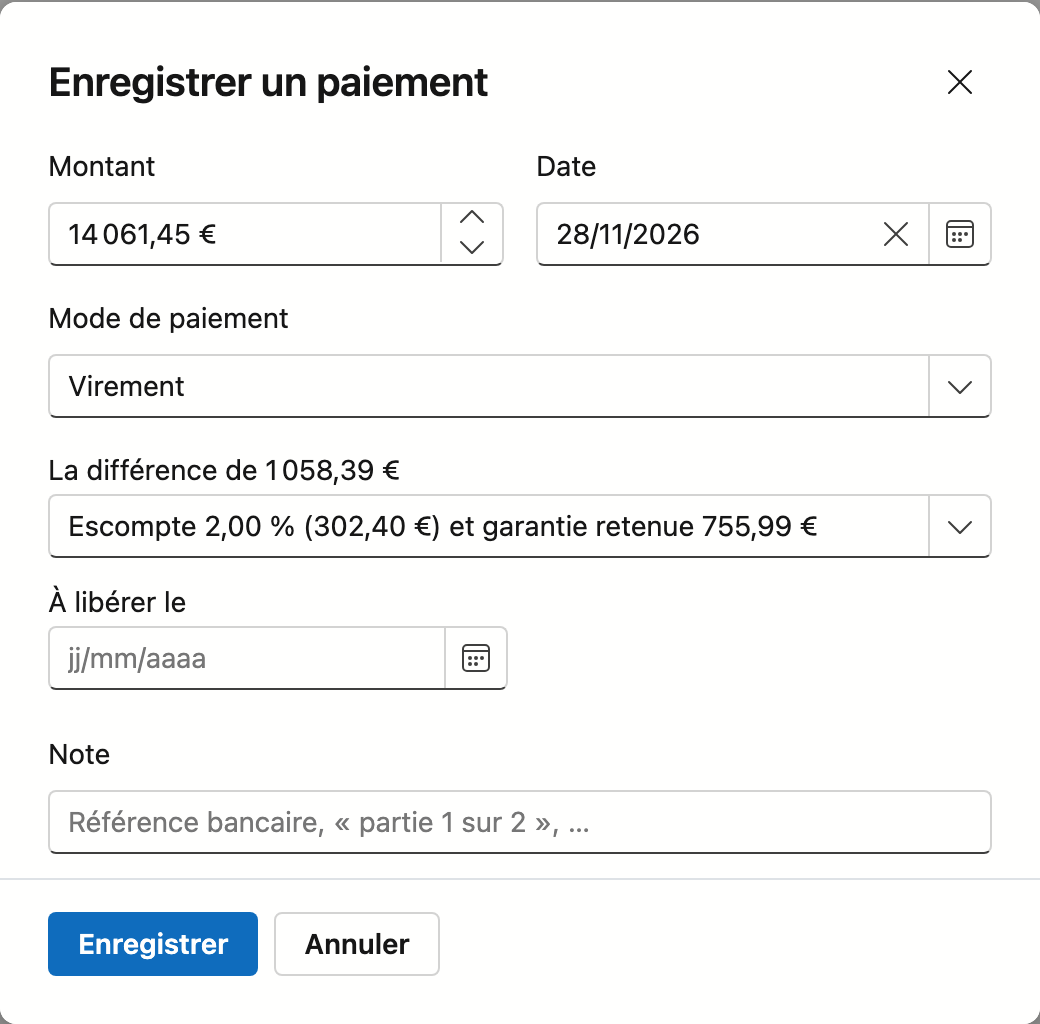 Enregistrer un paiement
Montant
Date
14 061,45 €
28/11/2026
Mode de paiement
Virement
La différence de 1 058,39 €
Escompte 2,00 % (302,40 €) et garantie retenue 755,99 €
À libérer le
jj/mm/aaaa
Note
Référence bancaire, « partie 1 sur 2 », ...
Enregistrer
Annuler